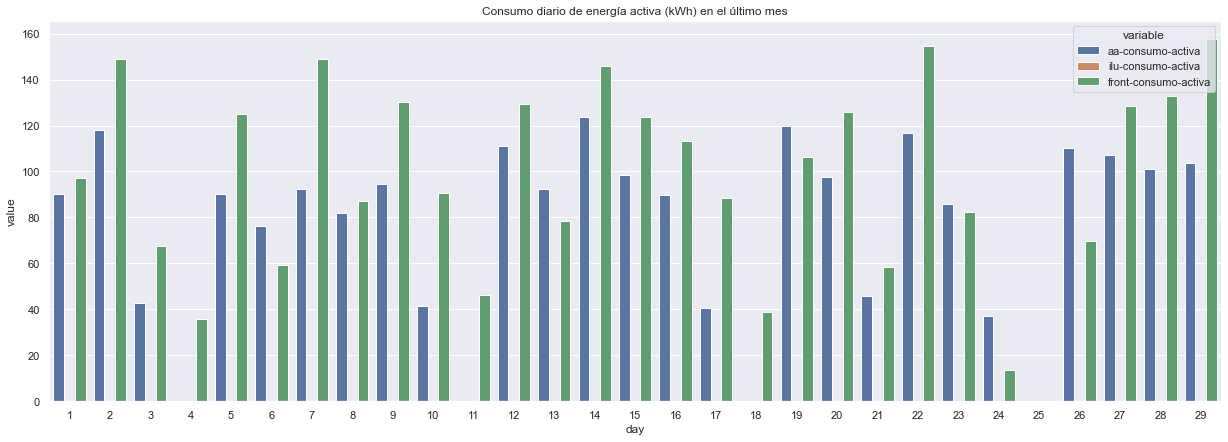 Consumo diario de energía activa (kWh) en el último mes
variable
aa-consumo-activa
ilu-consumo-activa
front-consumo-activa
160
140
120
100
80
60
40
20
0
value
1 2 3 4 5 6 7 8 9 10 11 12 13 14 15 16 17 18 19 20 21 22 23 24 25 26 27 28 29
day